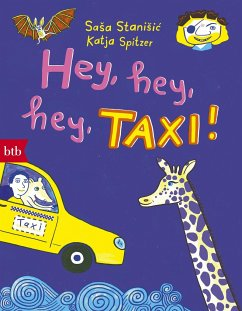 Saša Stanišić
Katja Spitzer
Hey, hey,
hey, TAXI!
btb
Taxi